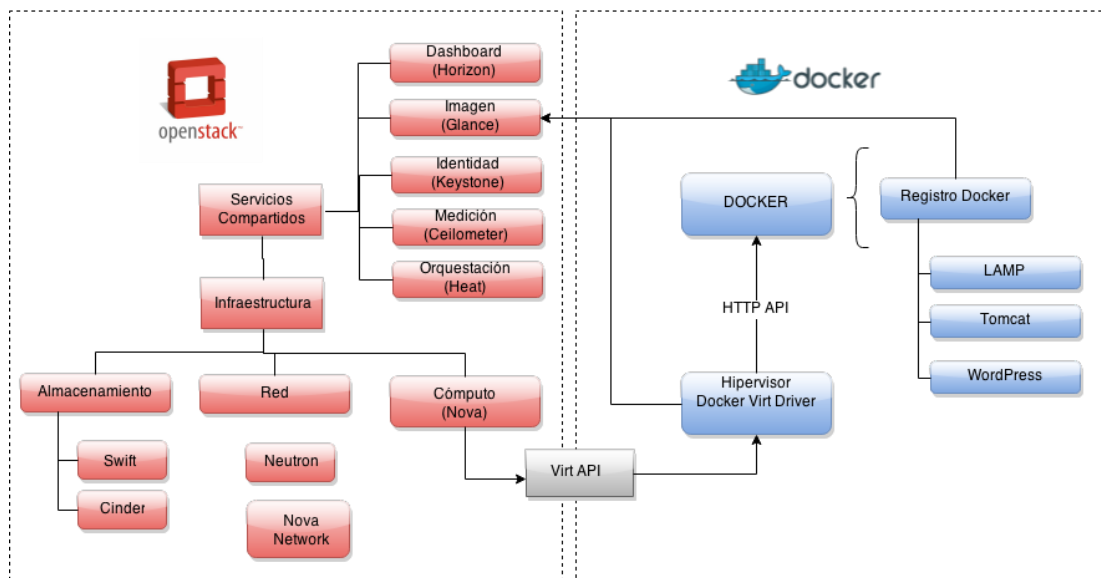 openstack™
Dashboard
(Horizon)
Imagen
(Glance)
Identidad
(Keystone)
Medición
(Ceilometer)
Orquestación
(Heat)
Servicios
Compartidos
Infraestructura
Almacenamiento
Red
Cómputo
(Nova)
Swift
Cinder
Neutron
Nova
Network
Virt API
docker
DOCKER
HTTP API
Hipervisor
Docker Virt Driver
Registro Docker
LAMP
Tomcat
WordPress